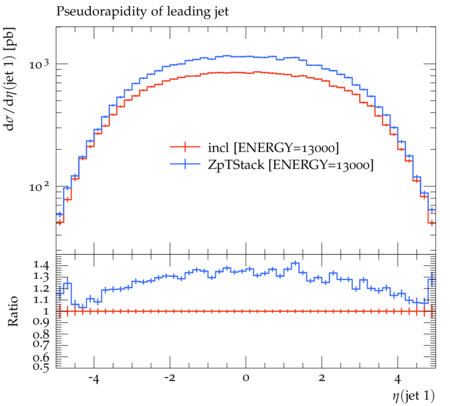 Pseudorapidity of leading jet
dσ/dη(jet 1) [pb]
10³
10²
incl [ENERGY=13000]
ZpTStack [ENERGY=13000]
Ratio
1.4
1.3
1.2
1.1
1
0.9
0.8
0.7
0.6
0.5
-4 -2 0 2 4
η(jet 1)